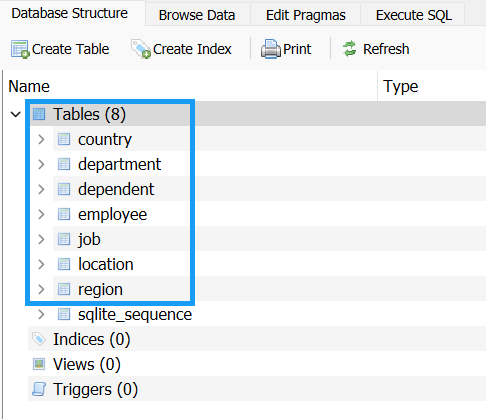 Database Structure Browse Data Edit Pragmas Execute SQL
Create Table Create Index Print Refresh
Name Type
Tables (8)
country
department
dependent
employee
job
location
region
sqlite_sequence
Indices (0)
Views (0)
Triggers (0)